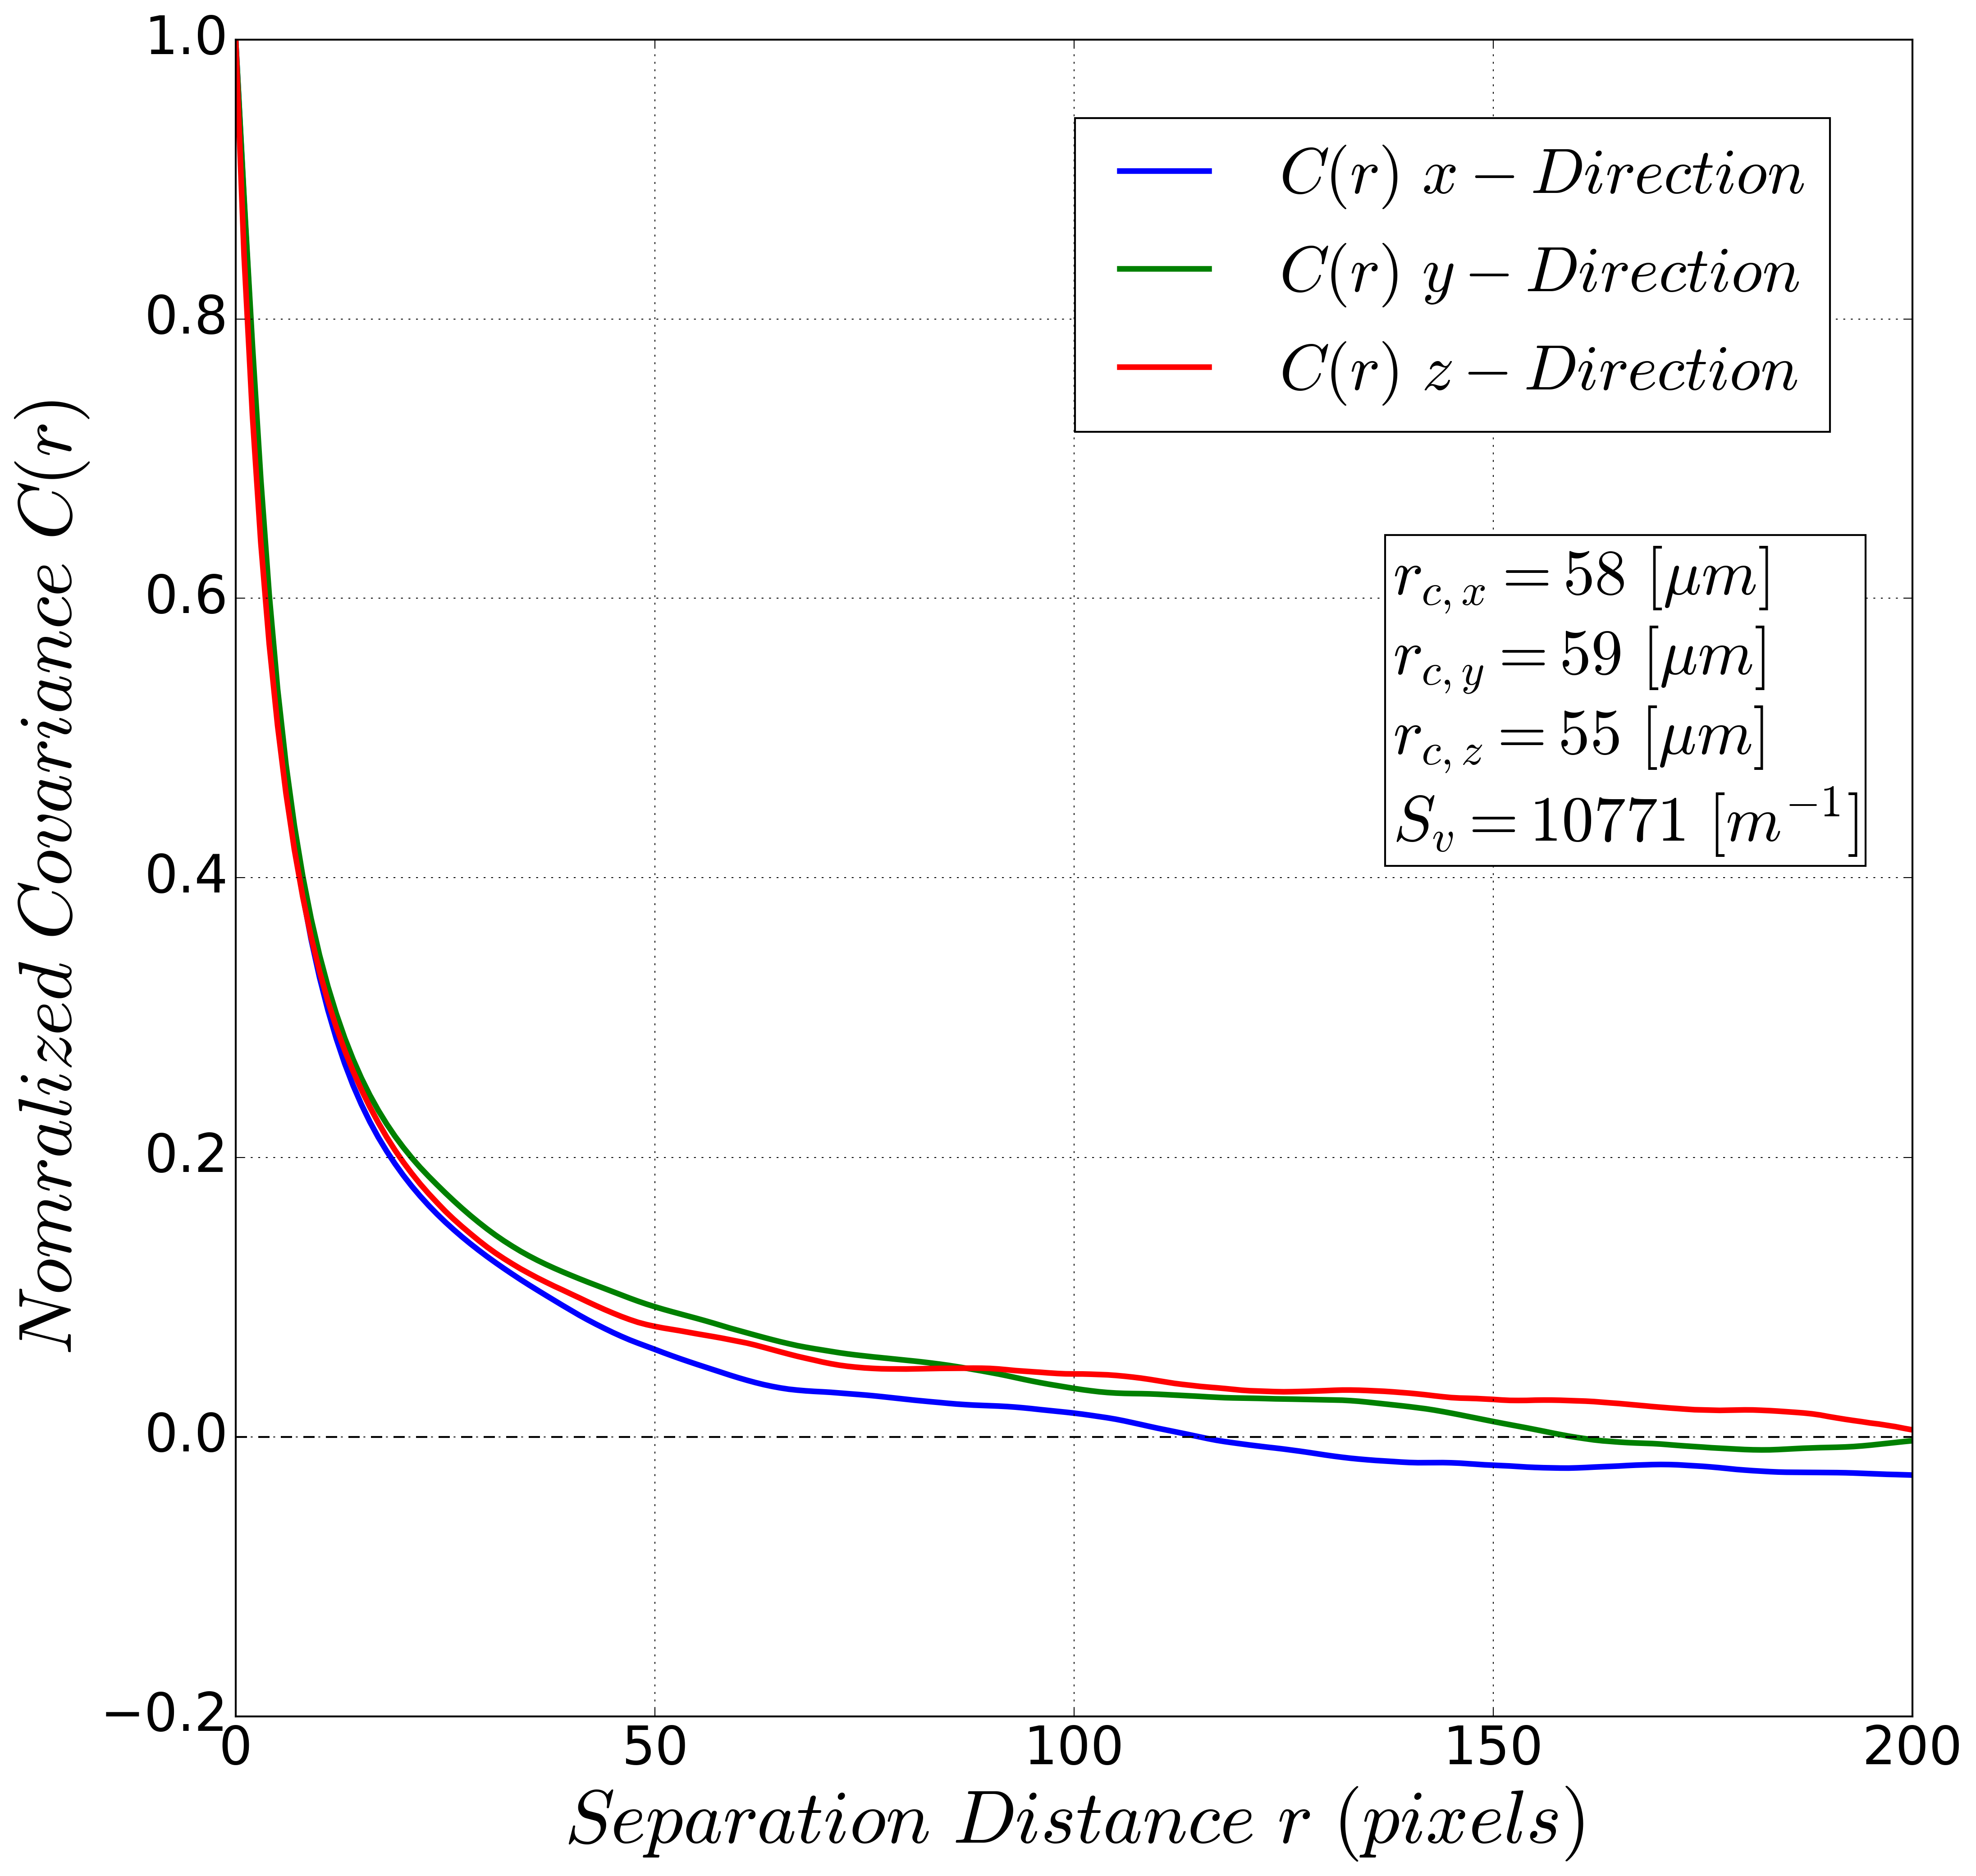 1.0
0.8
0.6
0.4
0.2
0.0
−0.2
0
50
100
150
200
Nomralized Covariance C(r)
Separation Distance r (pixels)
C(r) x − Direction
C(r) y − Direction
C(r) z − Direction
r_{c,x} = 58 [μm]
r_{c,y} = 59 [μm]
r_{c,z} = 55 [μm]
S_v = 10771 [m^{−1}]